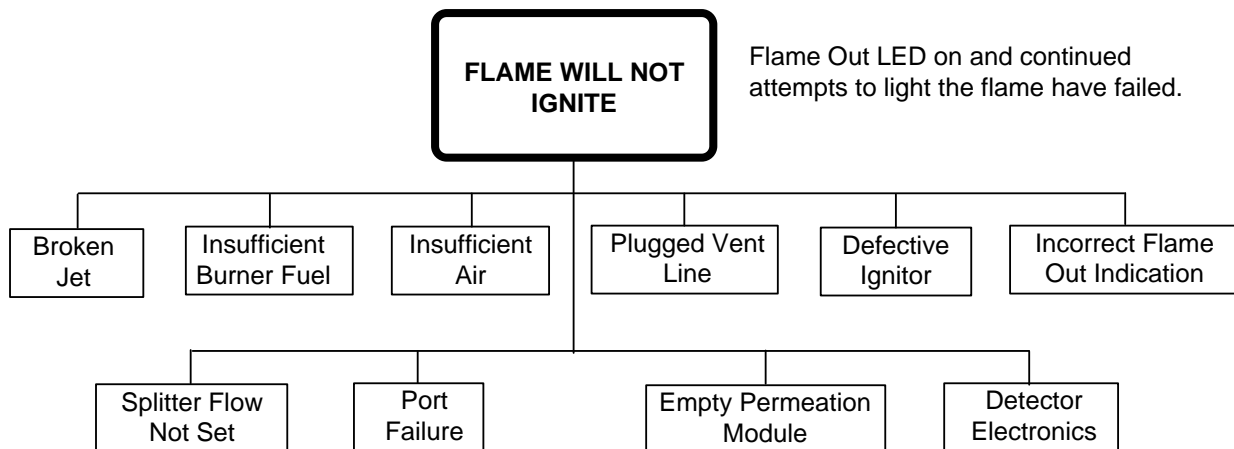 FLAME WILL NOT
IGNITE
Flame Out LED on and continued
attempts to light the flame have failed.
Broken
Jet
Insufficient
Burner Fuel
Insufficient
Air
Plugged Vent
Line
Defective
Ignitor
Incorrect Flame
Out Indication
Splitter Flow
Not Set
Port
Failure
Empty Permeation
Module
Detector
Electronics